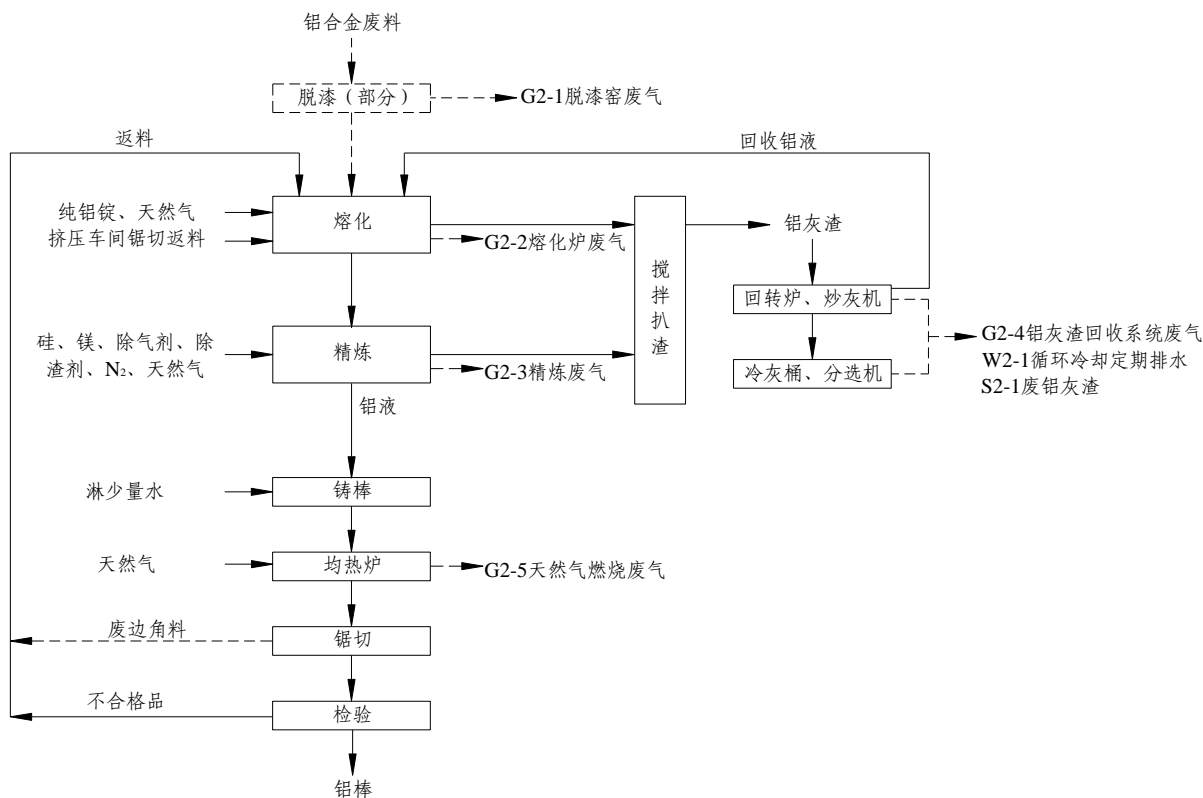 铝合金废料
脱漆（部分）
G2-1脱漆窑废气
返料
回收铝液
纯铝锭、天然气
挤压车间锯切返料
熔化
G2-2熔化炉废气
搅拌扒渣
铝灰渣
回转炉、炒灰机
硅、镁、除气剂、除
渣剂、N₂、天然气
精炼
G2-3精炼废气
G2-4铝灰渣回收系统废气
W2-1循环冷却定期排水
S2-1废铝灰渣
冷灰桶、分选机
铝液
淋少量水
铸棒
天然气
均热炉
G2-5天然气燃烧废气
废边角料
锯切
不合格品
检验
铝棒